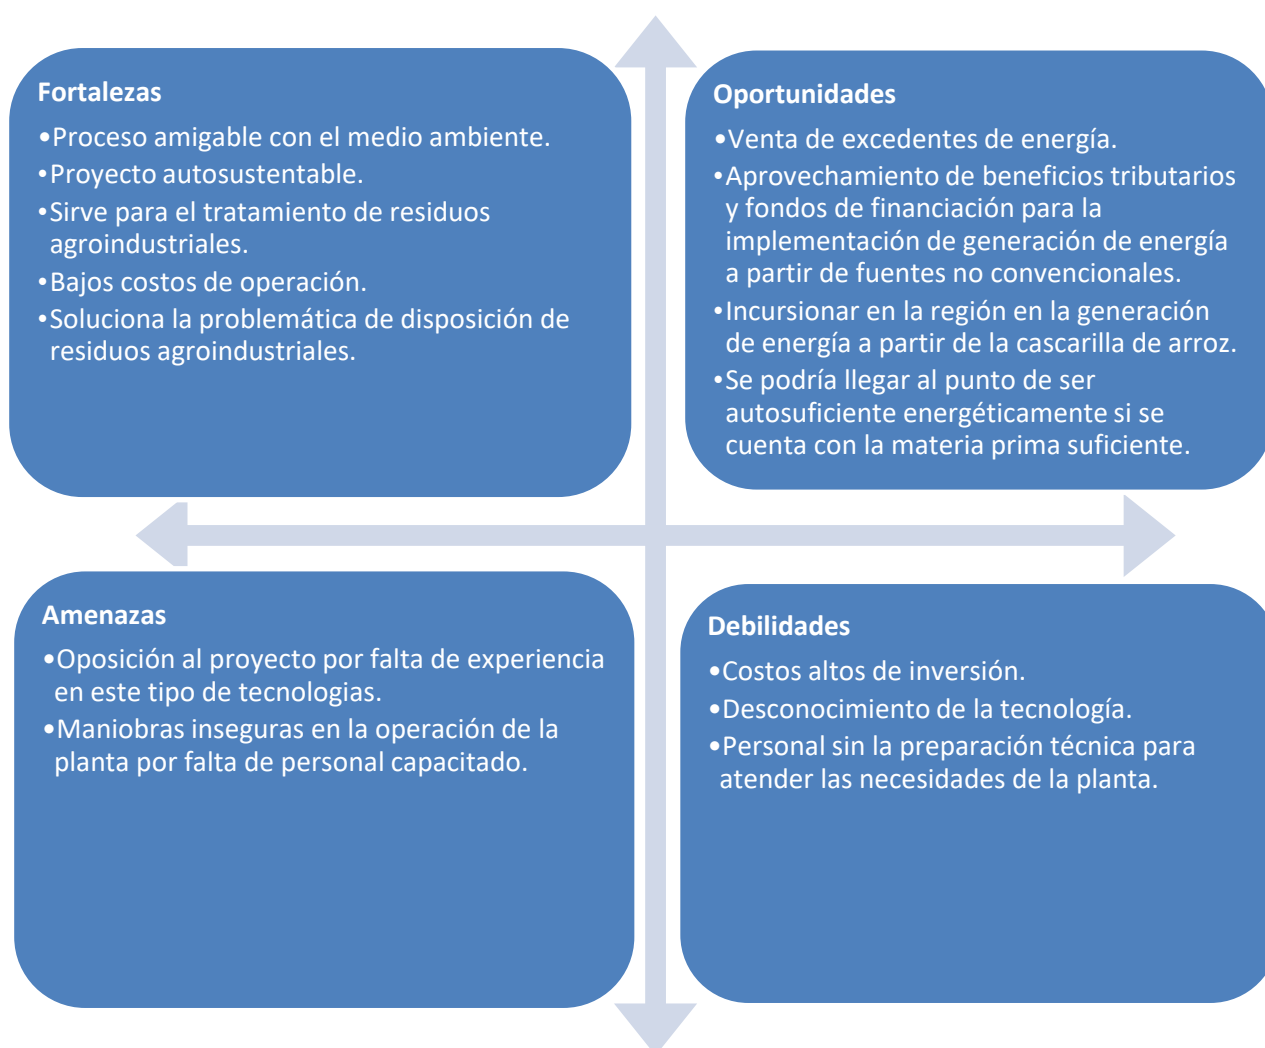 Fortalezas
•Proceso amigable con el medio ambiente.
•Proyecto autosustentable.
•Sirve para el tratamiento de residuos
agroindustriales.
•Bajos costos de operación.
•Soluciona la problemática de disposición de
residuos agroindustriales.
Oportunidades
•Venta de excedentes de energía.
•Aprovechamiento de beneficios tributarios
y fondos de financiación para la
implementación de generación de energía
a partir de fuentes no convencionales.
•Incursionar en la región en la generación
de energía a partir de la cascarilla de arroz.
•Se podría llegar al punto de ser
autosuficiente energéticamente si se
cuenta con la materia prima suficiente.
Amenazas
•Oposición al proyecto por falta de experiencia
en este tipo de tecnologias.
•Maniobras inseguras en la operación de la
planta por falta de personal capacitado.
Debilidades
•Costos altos de inversión.
•Desconocimiento de la tecnología.
•Personal sin la preparación técnica para
atender las necesidades de la planta.